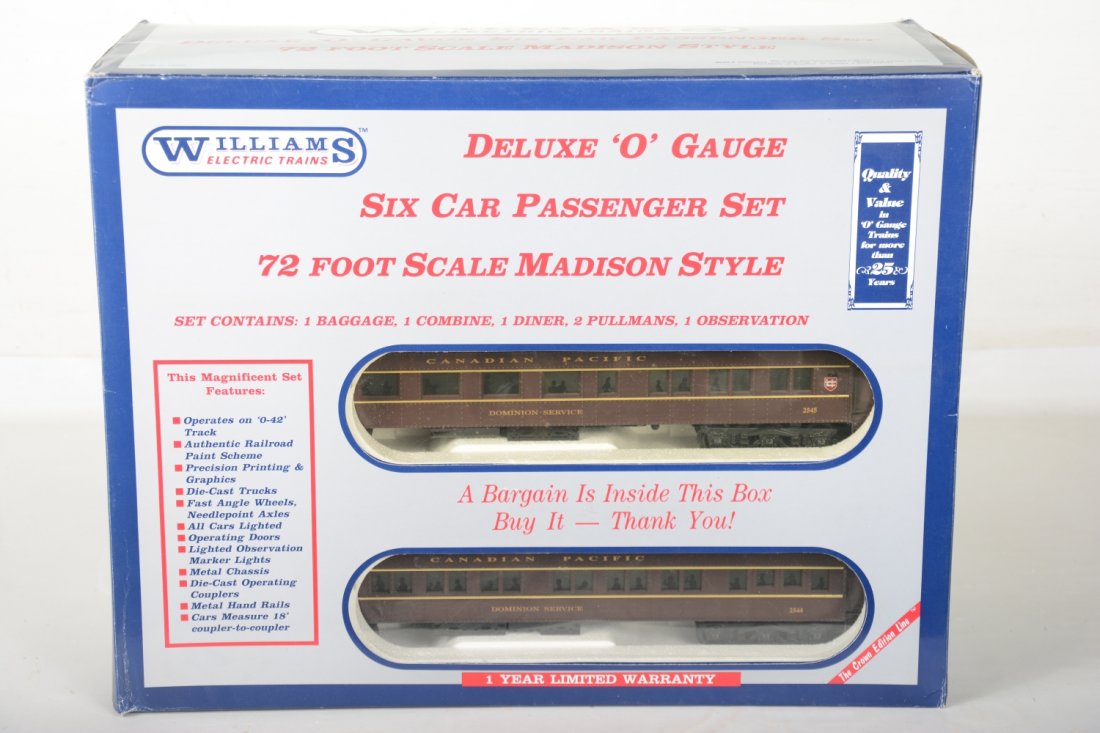 72 FOOT SCALE MADISON STYLE
WILLIAMS™
ELECTRIC TRAINS
DELUXE 'O' GAUGE
SIX CAR PASSENGER SET
72 FOOT SCALE MADISON STYLE
SET CONTAINS: 1 BAGGAGE, 1 COMBINE, 1 DINER, 2 PULLMANS, 1 OBSERVATION
Quality
&
Value
in
'O' Gauge
Trains
for more
than
25
Years
This Magnificent Set
Features:
Operates on '0-42'
Track
Authentic Railroad
Paint Scheme
Precision Printing &
Graphics
Die-Cast Trucks
Fast Angle Wheels,
Needlepoint Axles
All Cars Lighted
Operating Doors
Lighted Observation
Marker Lights
Metal Chassis
Die-Cast Operating
Couplers
Metal Hand Rails
Cars Measure 18'
coupler-to-coupler
CANADIAN PACIFIC
DOMINION SERVICE 2545
A Bargain Is Inside This Box
Buy It — Thank You!
CANADIAN PACIFIC
DOMINION SERVICE 2544
The Crown Edition Line™
1 YEAR LIMITED WARRANTY